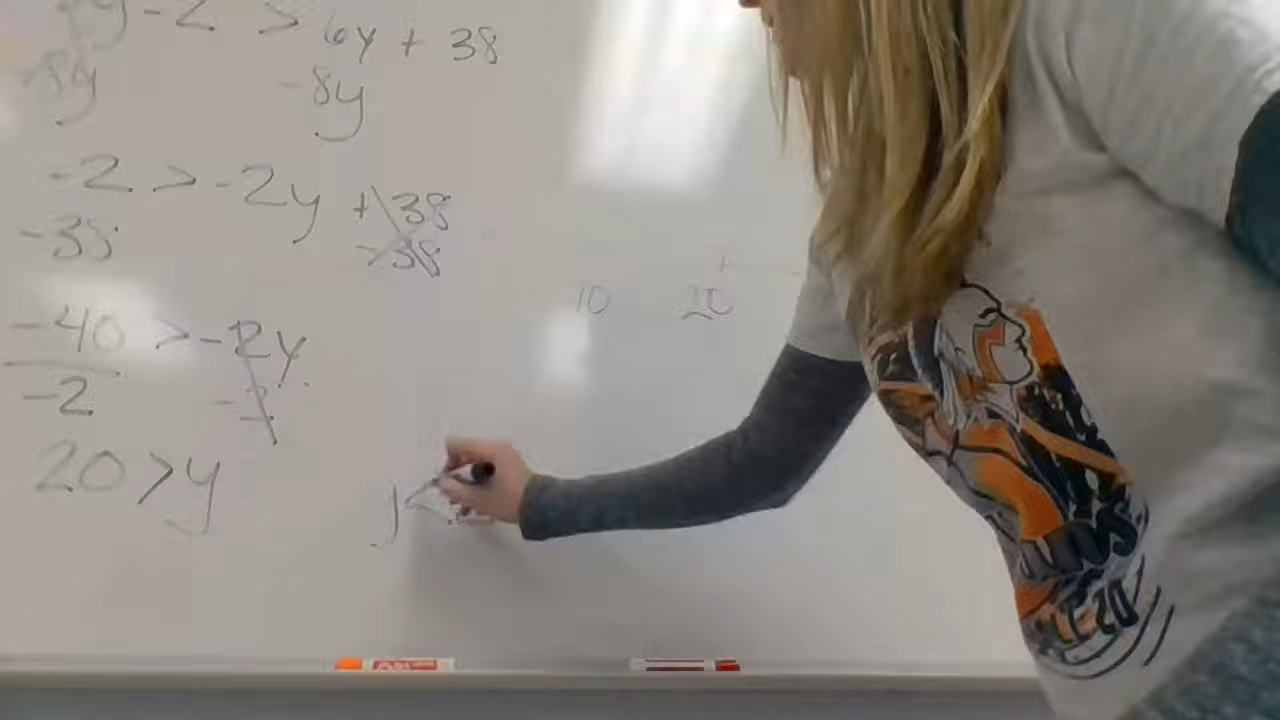 8y - 2 > 6y + 38
-8y -8y
-2 > -2y + 38
-38 -38
-40 > -2y
-2 -2
20 > y
10 20